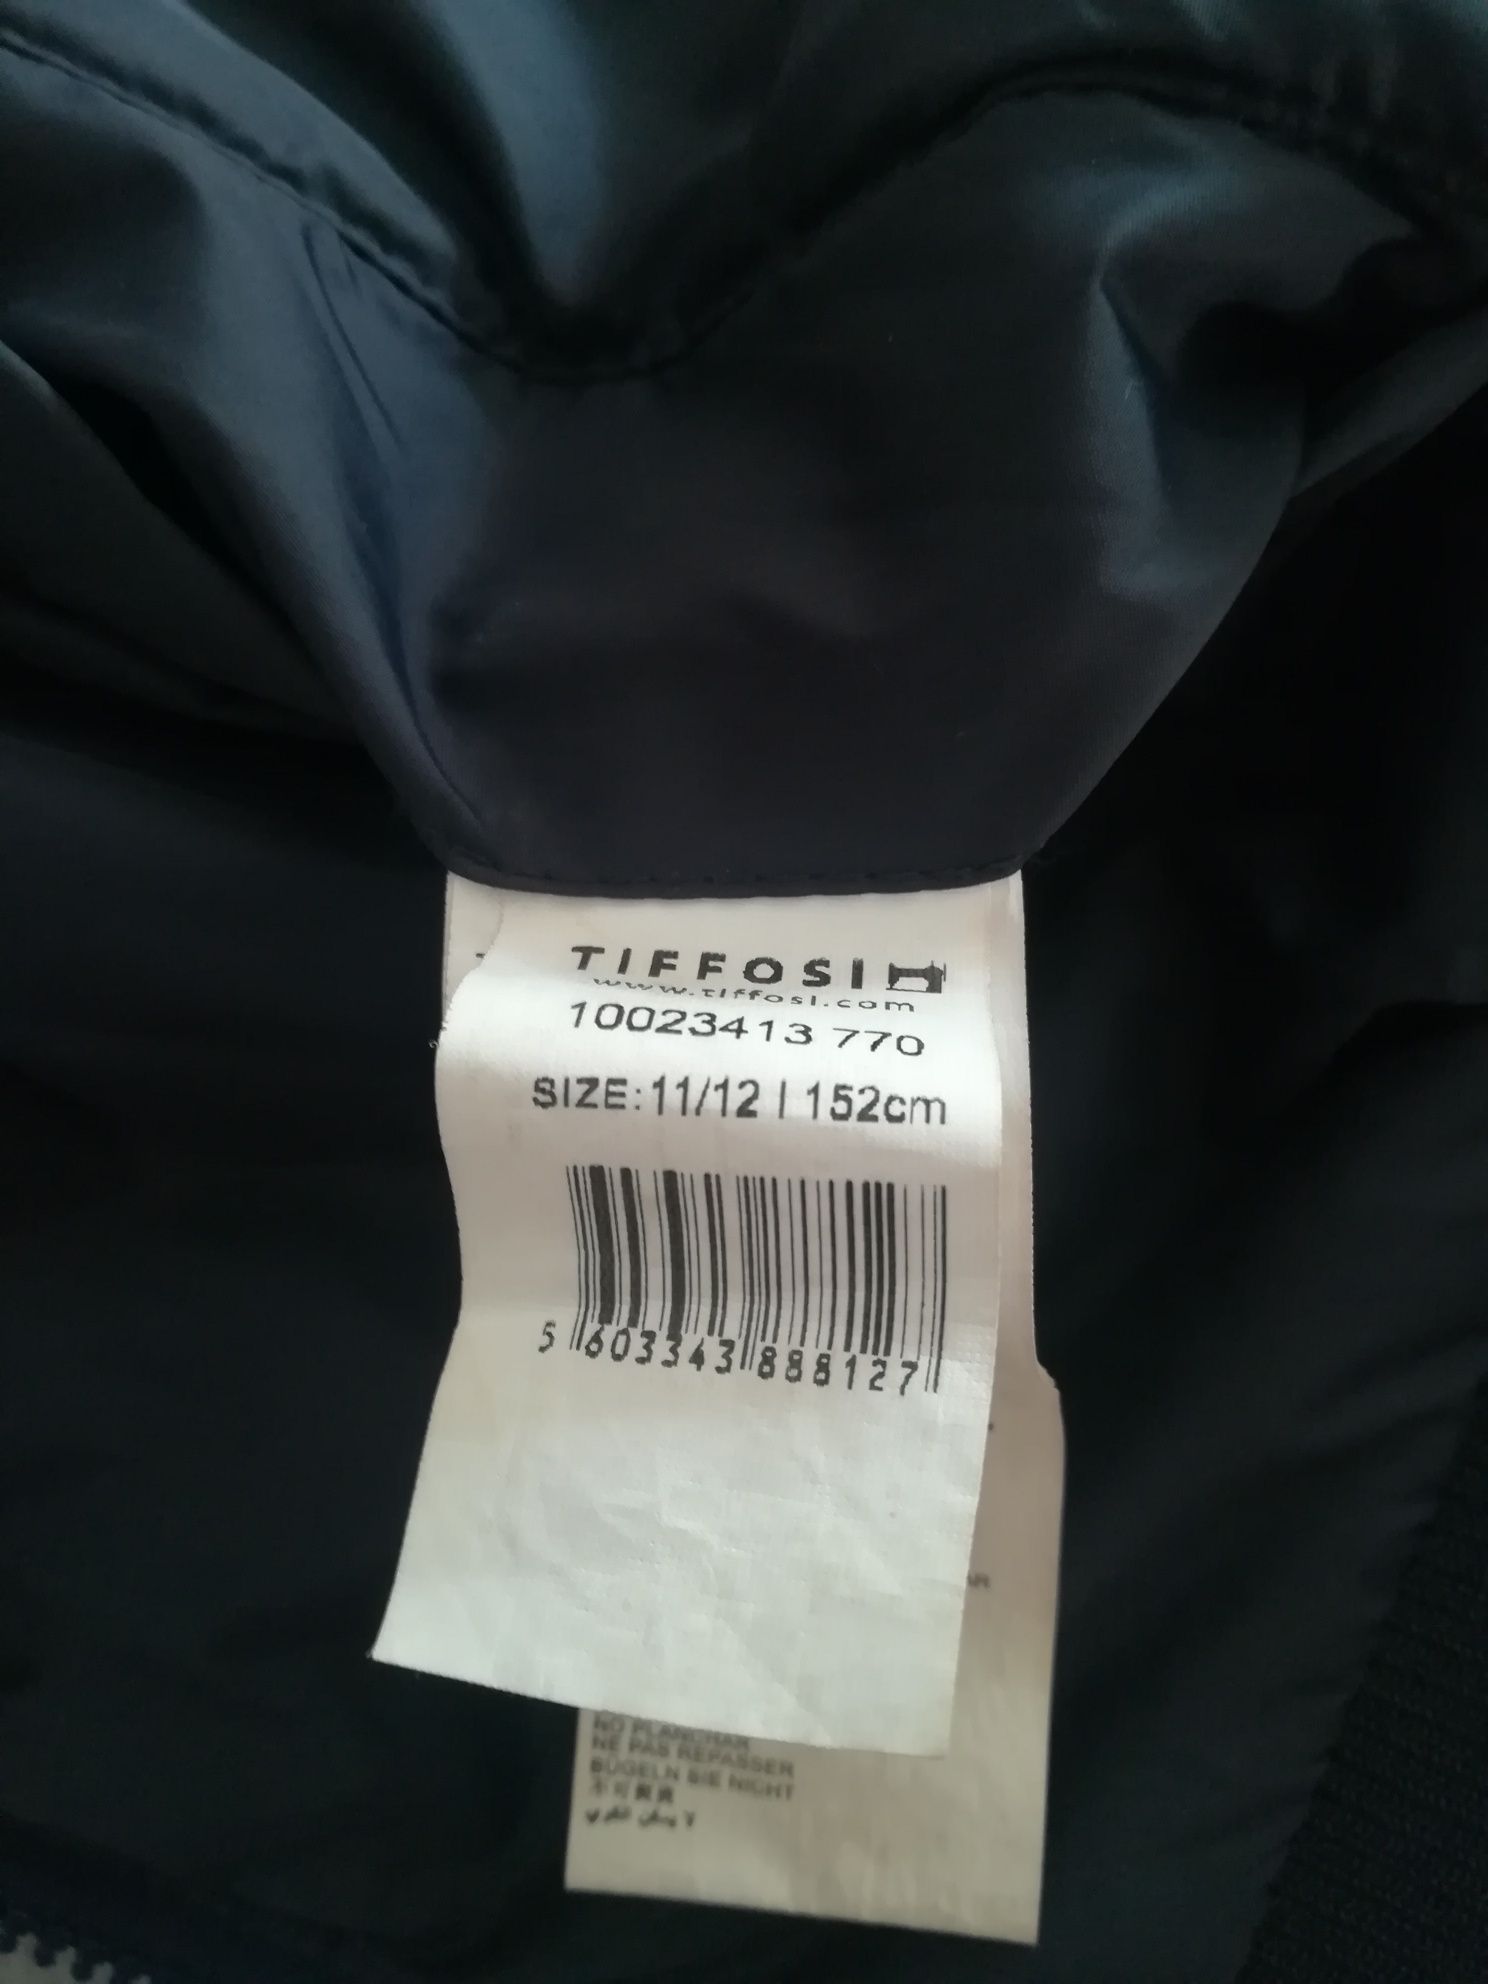 TIFFOSI
www.tiffosi.com
10023413 770
SIZE: 11/12 | 152cm
5 603343 888127
NO PLANCHAR
NE PAS REPASSER
BÜGELN SIE NICHT